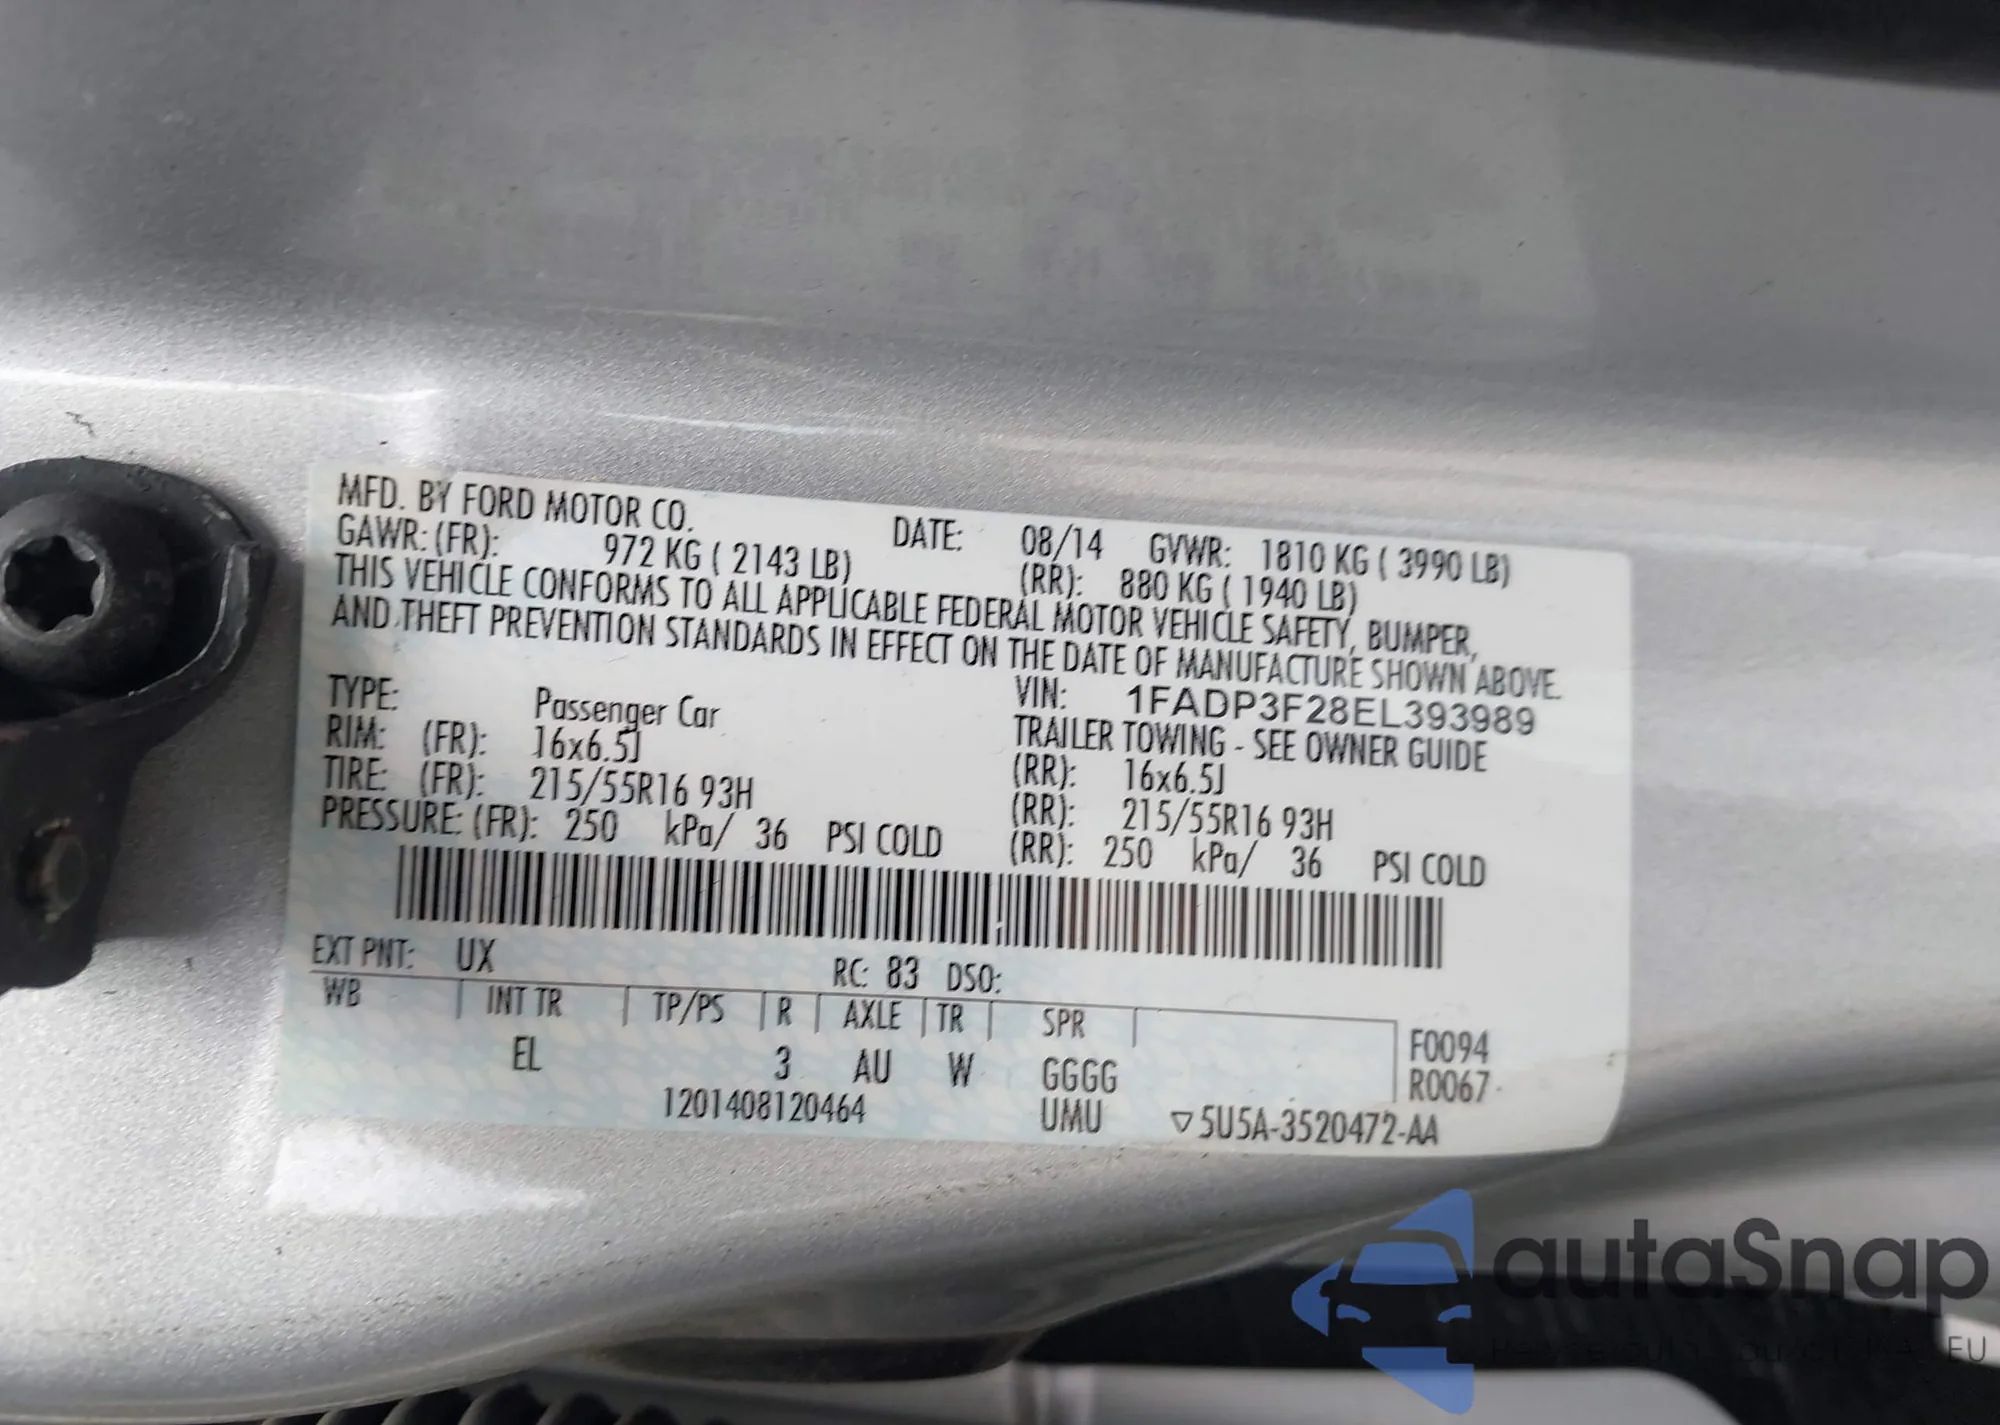 MFD. BY FORD MOTOR CO. DATE: 08/14 GVWR: 1810 KG ( 3990 LB)
GAWR: (FR): 972 KG ( 2143 LB) (RR): 880 KG ( 1940 LB)
THIS VEHICLE CONFORMS TO ALL APPLICABLE FEDERAL MOTOR VEHICLE SAFETY, BUMPER,
AND THEFT PREVENTION STANDARDS IN EFFECT ON THE DATE OF MANUFACTURE SHOWN ABOVE.
TYPE: Passenger Car VIN: 1FADP3F28EL393989
TRAILER TOWING - SEE OWNER GUIDE
RIM: (FR): 16x6.5J (RR): 16x6.5J
TIRE: (FR): 215/55R16 93H (RR): 215/55R16 93H
PRESSURE: (FR): 250 kPa/ 36 PSI COLD (RR): 250 kPa/ 36 PSI COLD
EXT PNT: UX RC: 83 DSO:
WB INT TR TP/PS R AXLE TR SPR
EL 3 AU W GGGG F0094
R0067
1201408120464 UMU ▽5U5A-3520472-AA
autaSnap